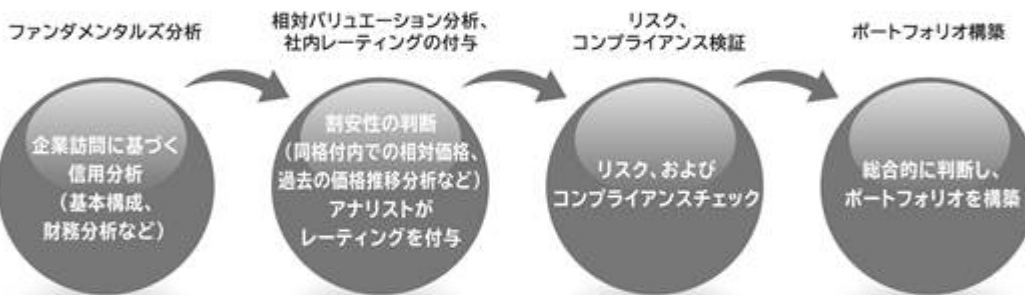 ファンダメンタルズ分析
相対バリュエーション分析、
社内レーティングの付与
リスク、
コンプライアンス検証
ポートフォリオ構築
企業訪問に基づく
信用分析
（基本構成、
財務分析など）
割安性の判断
（同格付内での相対価格、
過去の価格推移分析など）
アナリストが
レーティングを付与
リスク、および
コンプライアンスチェック
総合的に判断し、
ポートフォリオを構築